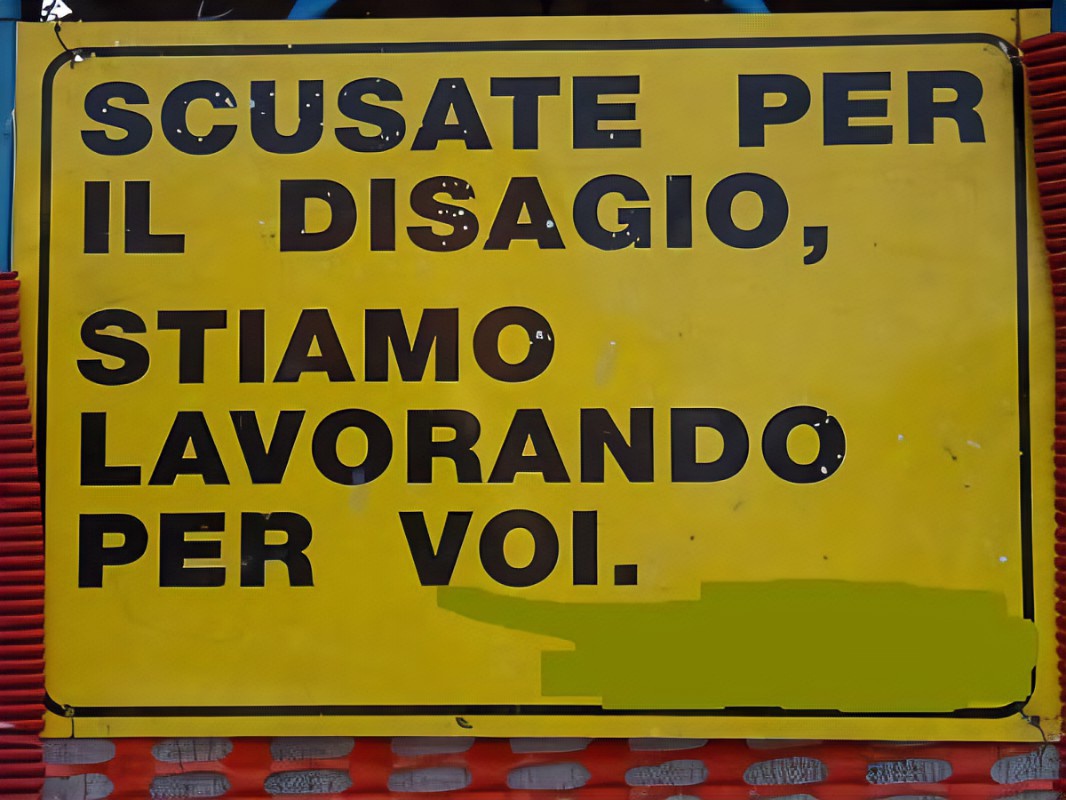 SCUSATE PER
IL DISAGIO,
STIAMO
LAVORANDO
PER VOI.